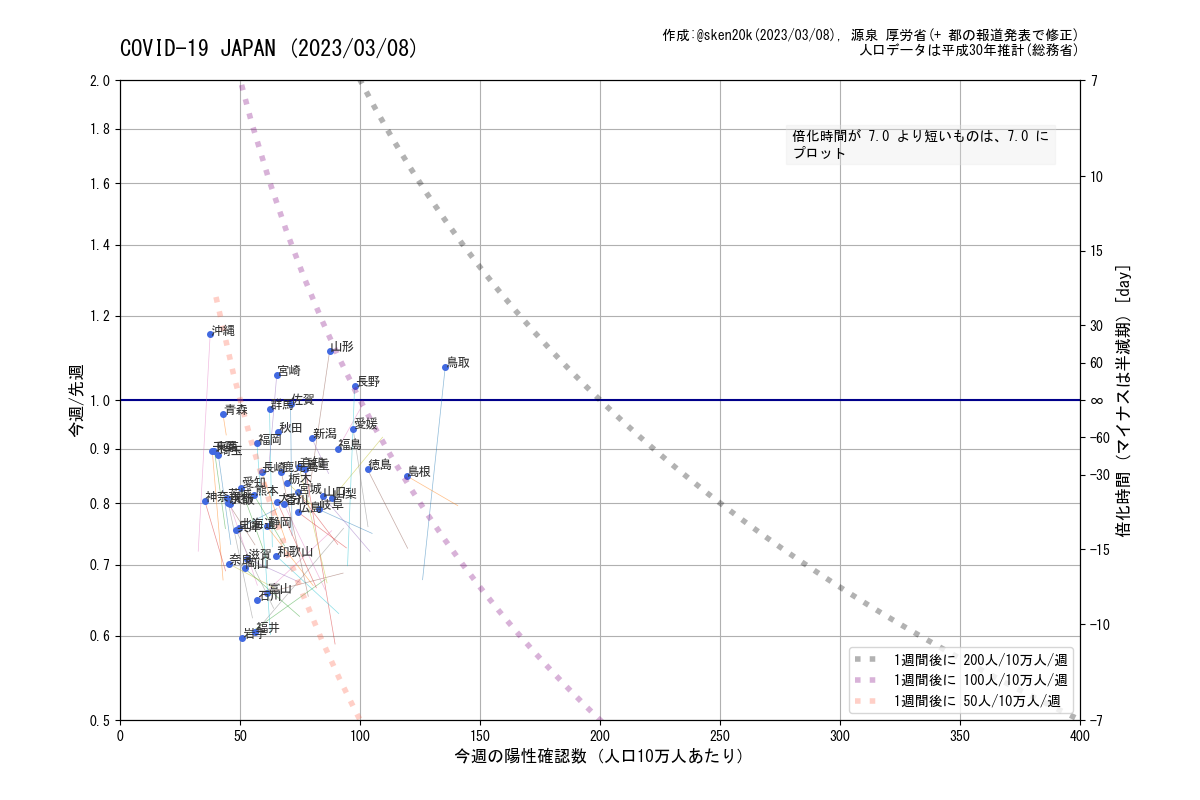 COVID-19 JAPAN (2023/03/08)
作成:@sken20k(2023/03/08), 源泉 厚労省(+ 都の報道発表で修正)
人口データは平成30年推計(総務省)
2.0
1.8
1.6
1.4
1.2
1.0
0.9
0.8
0.7
0.6
0.5
今週/先週
7
10
15
30
60
∞
-60
-30
-15
-10
-7
倍化時間 (マイナスは半減期) [day]
倍化時間が 7.0 より短いものは、7.0 に
プロット
沖縄
山形
鳥取
宮崎
長野
佐賀
群馬
青森
秋田
愛媛
新潟
福岡
福島
埼玉
徳島
長崎
島根
栃木
愛知
熊本
宮城
山口
神奈
香川
広島
岐阜
静岡
北海道
和歌山
滋賀
奈良
岡山
富山
石川
福井
岩手
1週間後に 200人/10万人/週
1週間後に 100人/10万人/週
1週間後に 50人/10万人/週
0
50
100
150
200
250
300
350
400
今週の陽性確認数 (人口10万人あたり)